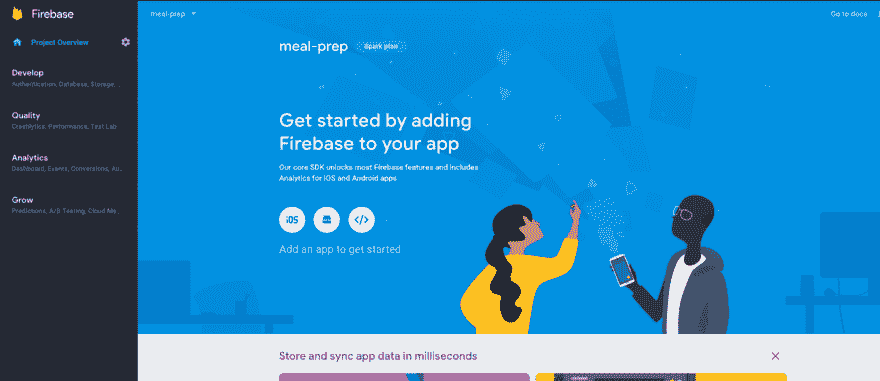 Firebase
Project Overview
Develop
Authentication, Database, Storage, ...
Quality
Crashlytics, Performance, Test Lab
Analytics
Dashboard, Events, Conversions, Au...
Grow
Predictions, A/B Testing, Cloud Me...
meal-prep
Go to docs
meal-prep
Spark plan
Get started by adding
Firebase to your app
Our core SDK unlocks most Firebase features and includes
Analytics for iOS and Android apps
iOS
</>
Add an app to get started
Store and sync app data in milliseconds